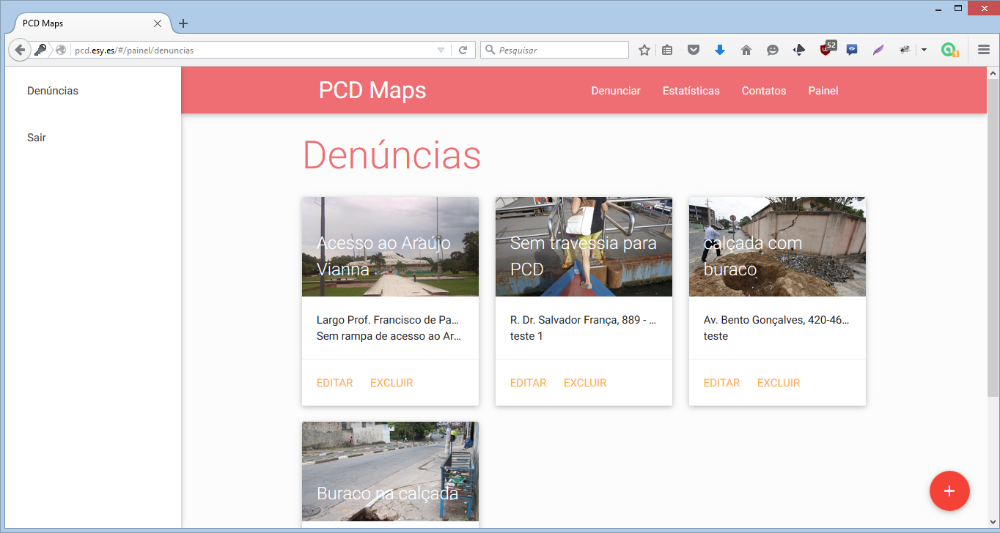 PCD Maps
pcd.esy.es/#/painel/denuncias
Pesquisar
52
1
Denúncias
Sair
PCD Maps
Denunciar
Estatísticas
Contatos
Painel
Denúncias
Acesso ao Araújo
Vianna
Largo Prof. Francisco de Pa...
Sem rampa de acesso ao Ar...
EDITAR EXCLUIR
Sem travessia para
PCD
R. Dr. Salvador França, 889 - ...
teste 1
EDITAR EXCLUIR
calçada com
buraco
Av. Bento Gonçalves, 420-46...
teste
EDITAR EXCLUIR
Buraco na calçada